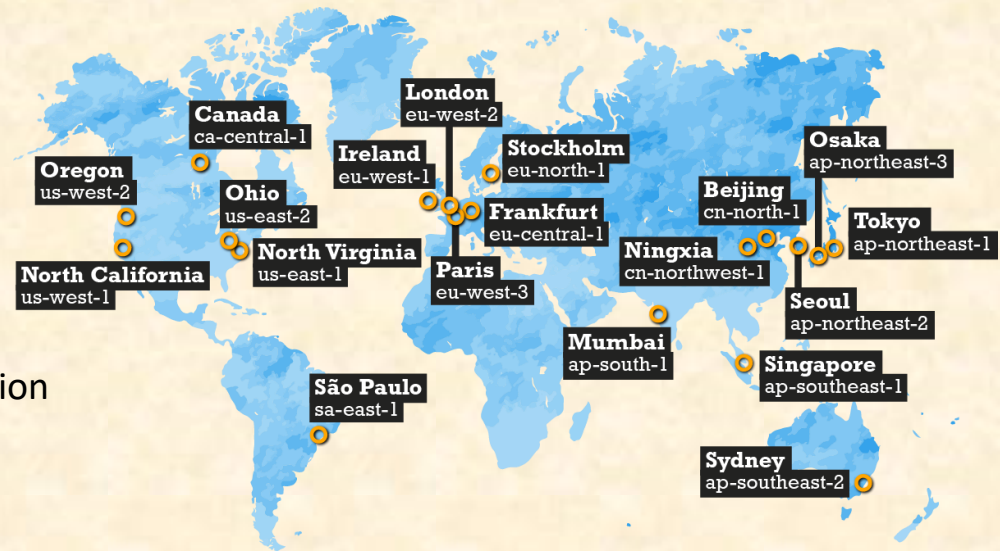 London
eu-west-2
Canada
ca-central-1
Ireland
eu-west-1
Stockholm
eu-north-1
Osaka
ap-northeast-3
Oregon
us-west-2
Ohio
us-east-2
Beijing
cn-north-1
Frankfurt
eu-central-1
Tokyo
ap-northeast-1
North Virginia
us-east-1
Ningxia
cn-northwest-1
North California
us-west-1
Paris
eu-west-3
Seoul
ap-northeast-2
Mumbai
ap-south-1
Singapore
ap-southeast-1
ion
São Paulo
sa-east-1
Sydney
ap-southeast-2